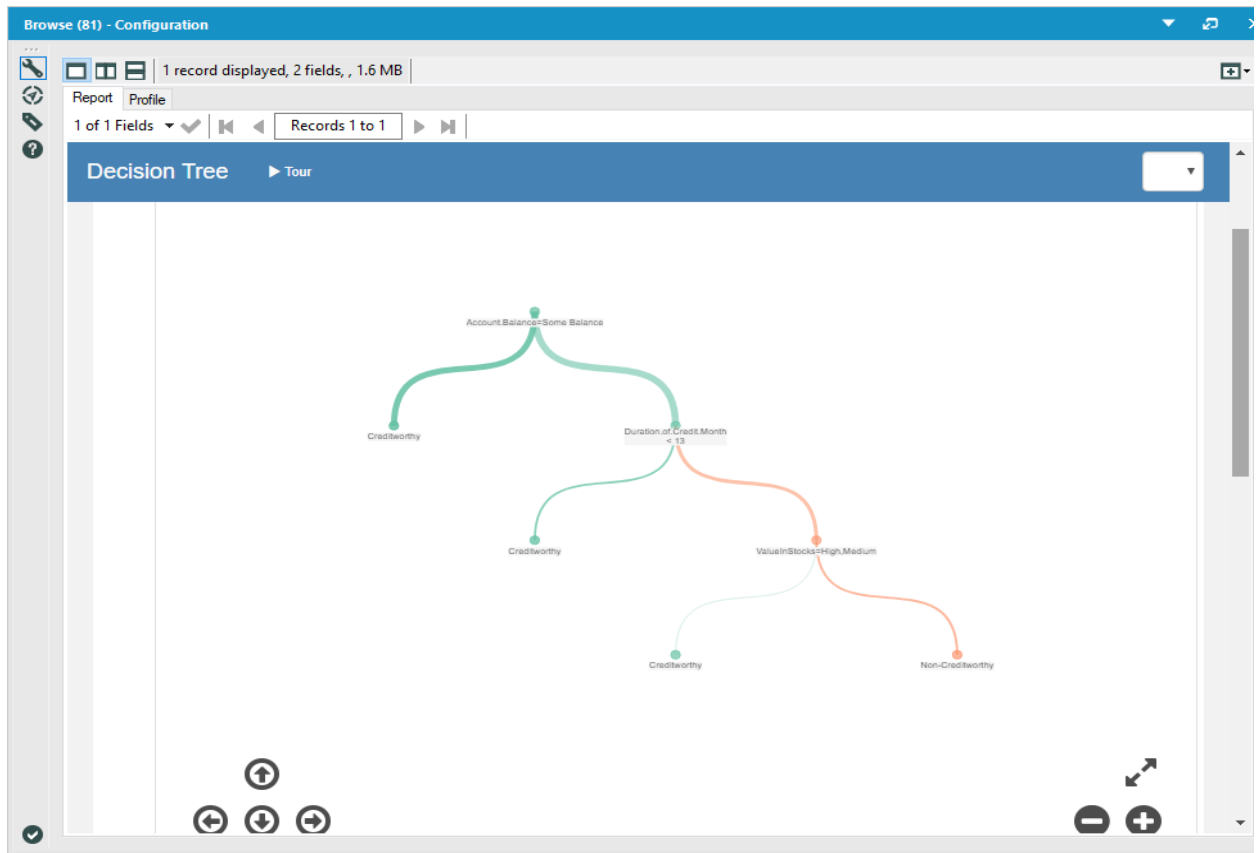 Browse (81) - Configuration
1 record displayed, 2 fields, , 1.6 MB
Report Profile
1 of 1 Fields Records 1 to 1
Decision Tree Tour
Account.Balance=Some Balance
Creditworthy
Duration.of.Credit.Month
< 13
Creditworthy
ValueInStocks=High,Medium
Creditworthy
Non-Creditworthy